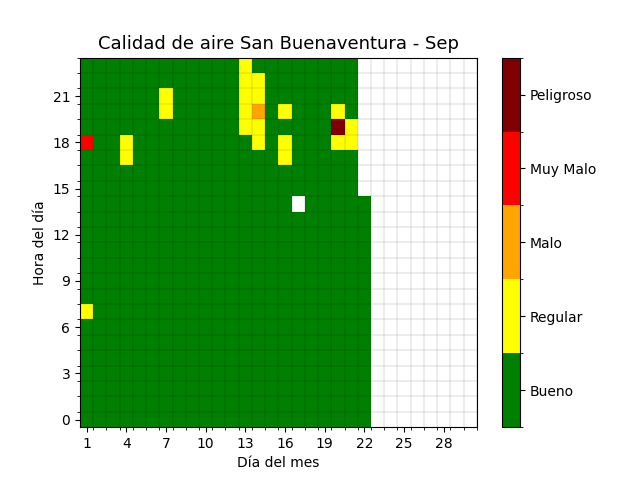 Calidad de aire San Buenaventura - Sep
Hora del día
21
18
15
12
9
6
3
0
1 4 7 10 13 16 19 22 25 28
Día del mes
Peligroso
Muy Malo
Malo
Regular
Bueno